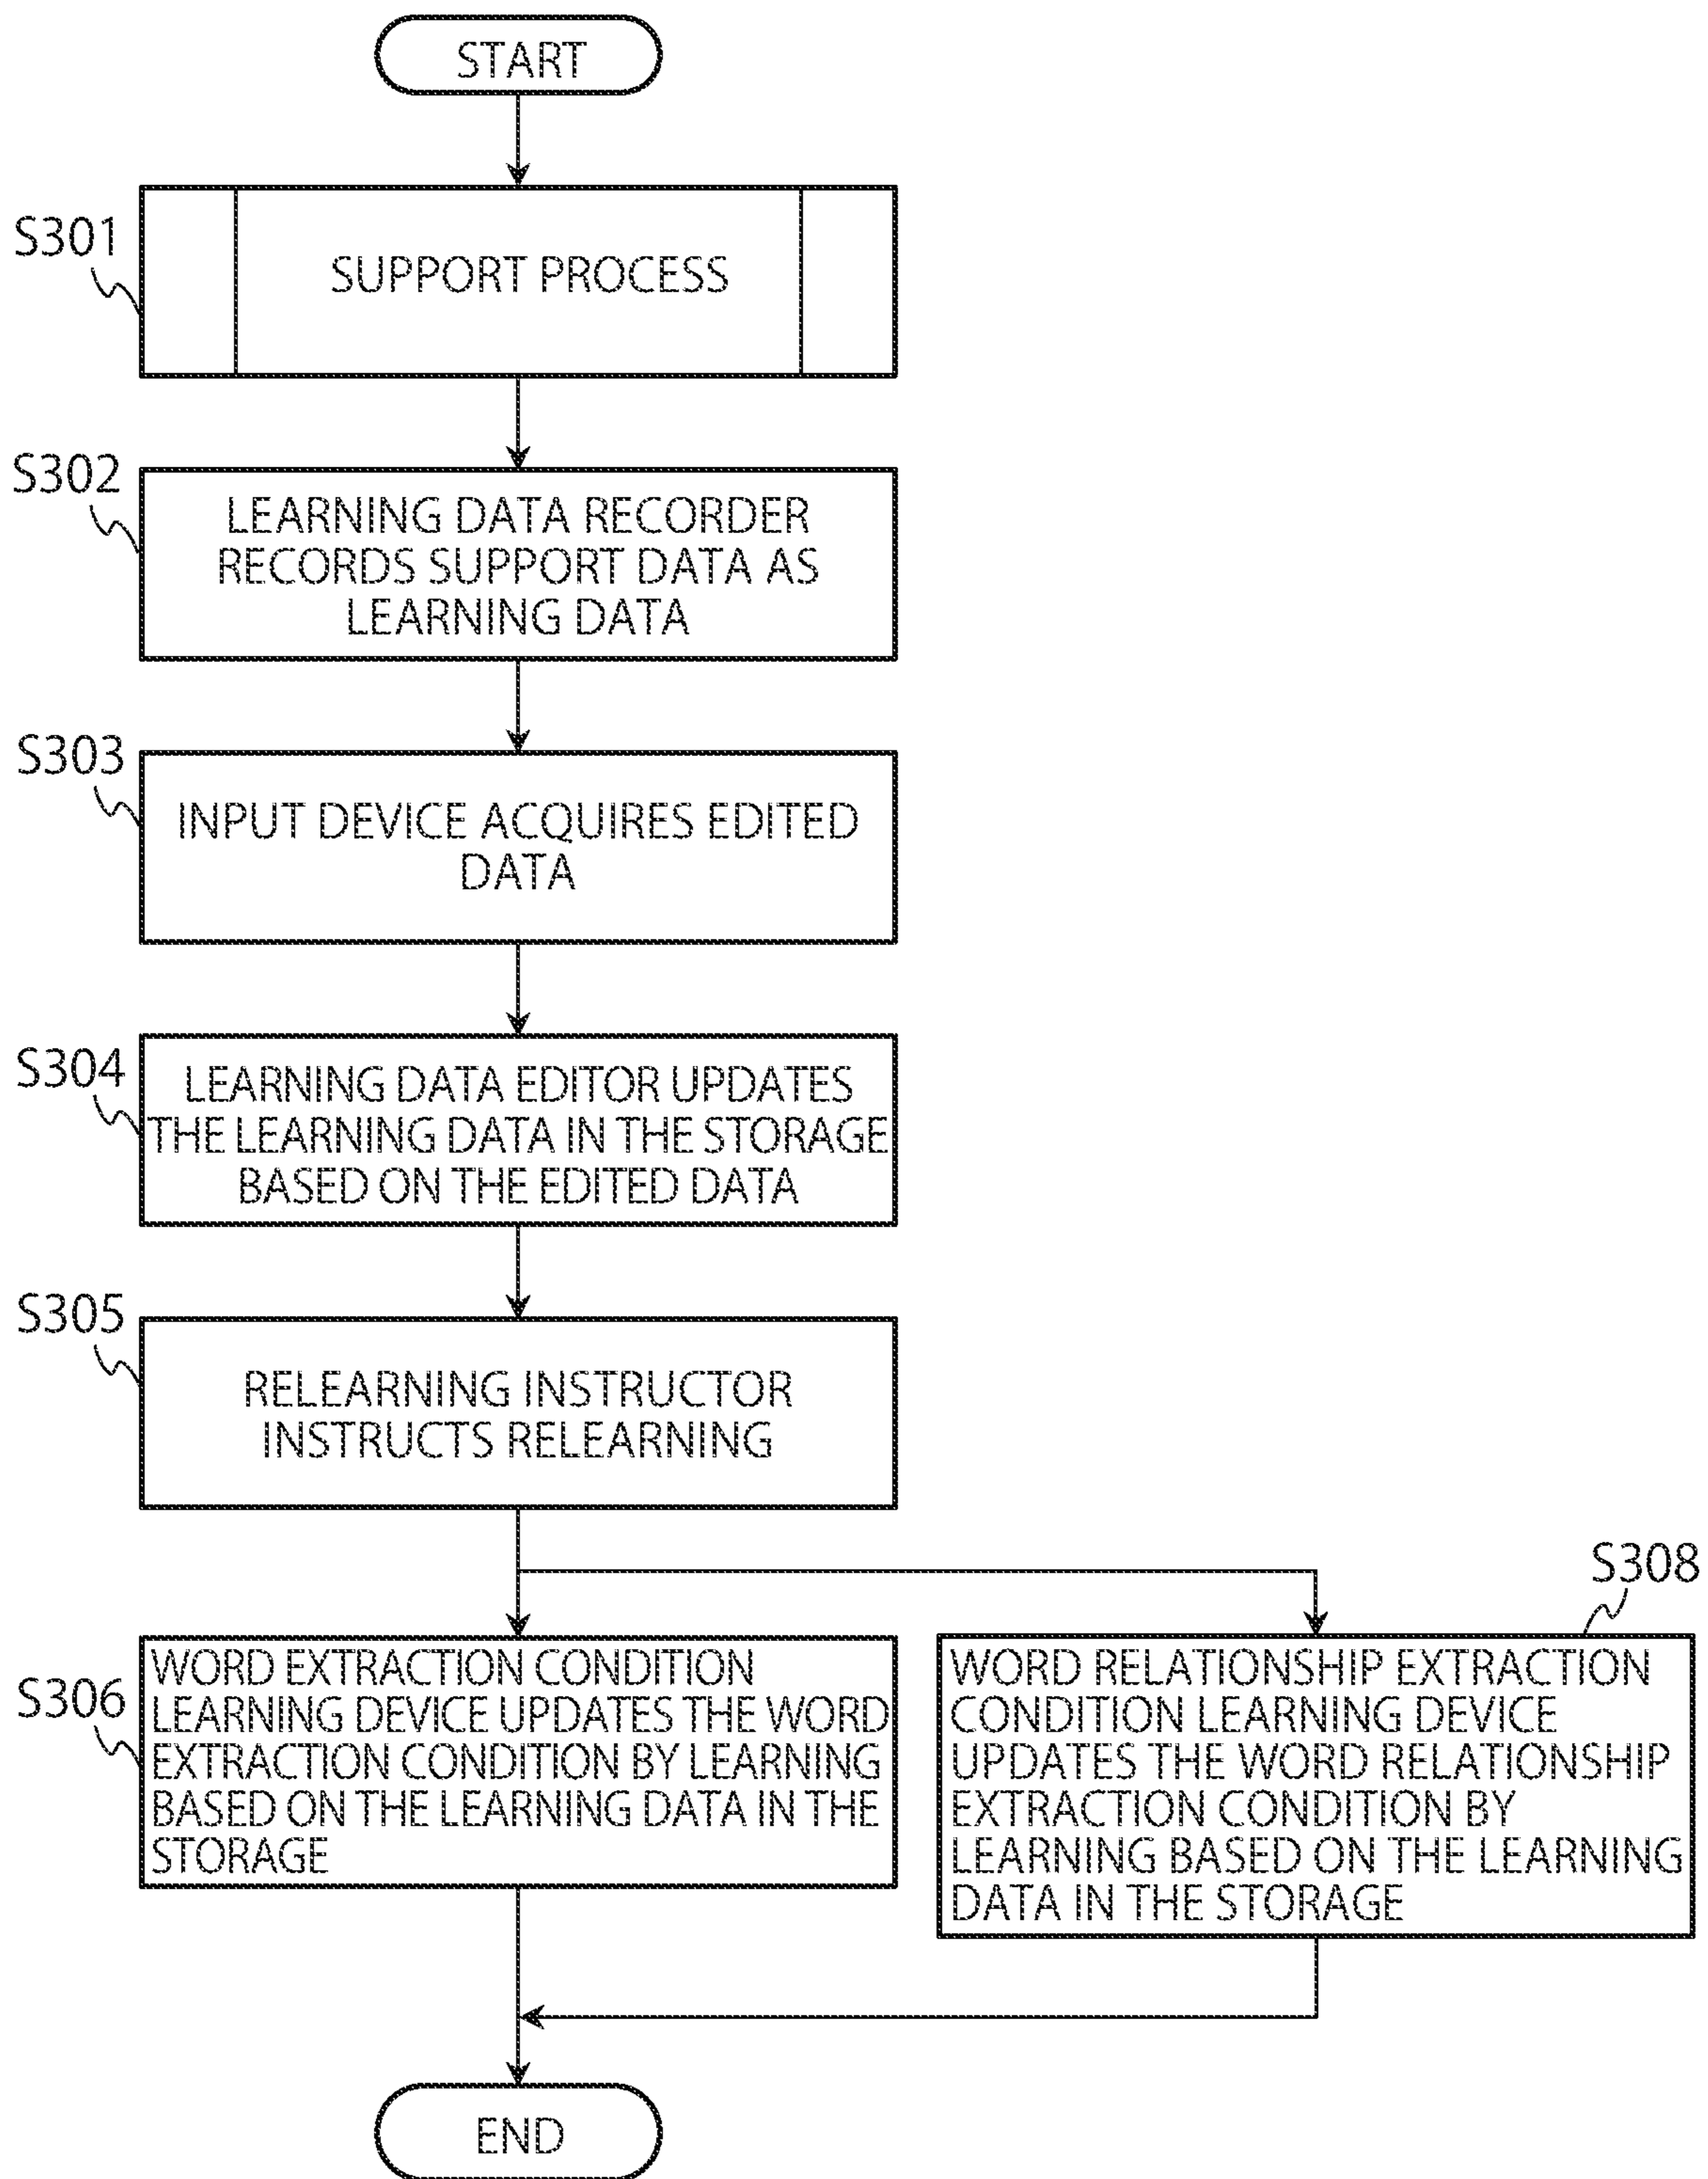 START
S301
SUPPORT PROCESS
S302
LEARNING DATA RECORDER
RECORDS SUPPORT DATA AS
LEARNING DATA
S303
INPUT DEVICE ACQUIRES EDITED
DATA
S304
LEARNING DATA EDITOR UPDATES
THE LEARNING DATA IN THE STORAGE
BASED ON THE EDITED DATA
S305
RELEARNING INSTRUCTOR
INSTRUCTS RELEARNING
S306
WORD EXTRACTION CONDITION
LEARNING DEVICE UPDATES THE WORD
EXTRACTION CONDITION BY LEARNING
BASED ON THE LEARNING DATA IN THE
STORAGE
S308
WORD RELATIONSHIP EXTRACTION
CONDITION LEARNING DEVICE
UPDATES THE WORD RELATIONSHIP
EXTRACTION CONDITION BY
LEARNING BASED ON THE LEARNING
DATA IN THE STORAGE
END